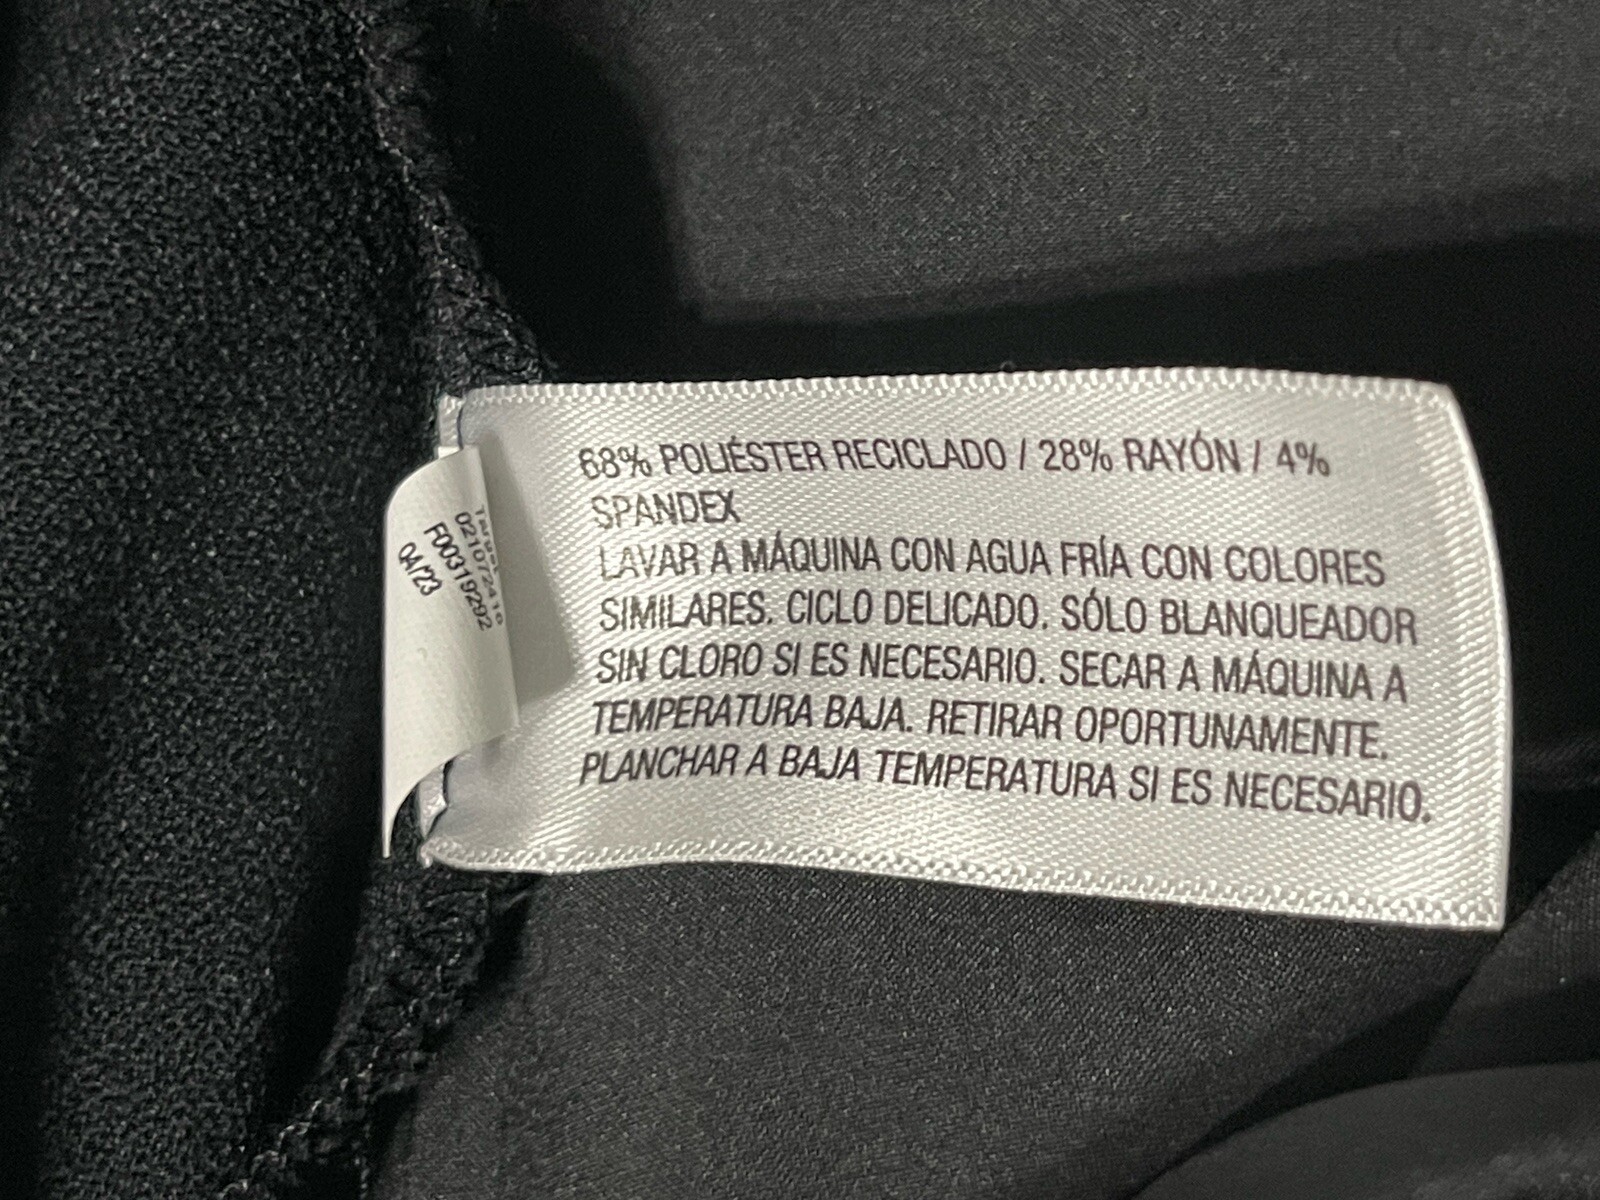 68% POLIÉSTER RECICLADO / 28% RAYÓN / 4%
SPANDEX
LAVAR A MÁQUINA CON AGUA FRÍA CON COLORES
SIMILARES. CICLO DELICADO. SÓLO BLANQUEADOR
SIN CLORO SI ES NECESARIO. SECAR A MÁQUINA A
TEMPERATURA BAJA. RETIRAR OPORTUNAMENTE.
PLANCHAR A BAJA TEMPERATURA SI ES NECESARIO.
Target
F00319292
04/23